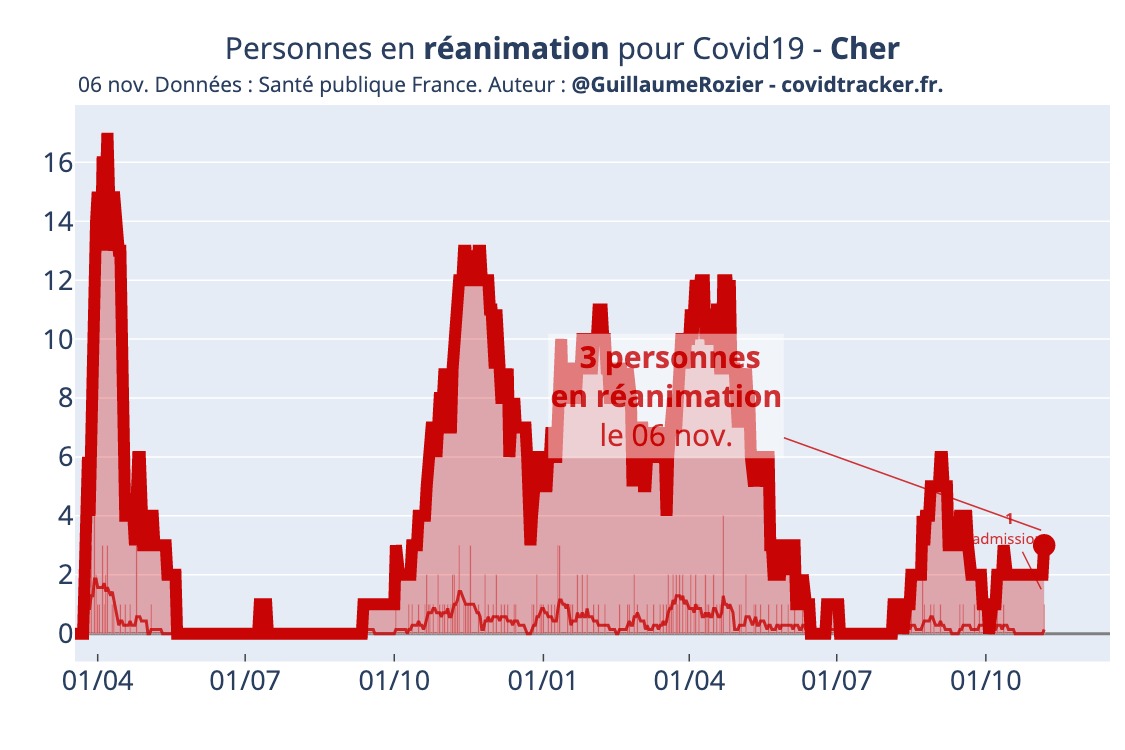 Personnes en réanimation pour Covid19 - Cher
06 nov. Données : Santé publique France. Auteur : @GuillaumeRozier - covidtracker.fr.
16
14
12
10
8
6
4
2
0
3 personnes
en réanimation
le 06 nov.
1
admission
01/04
01/07
01/10
01/01
01/04
01/07
01/10